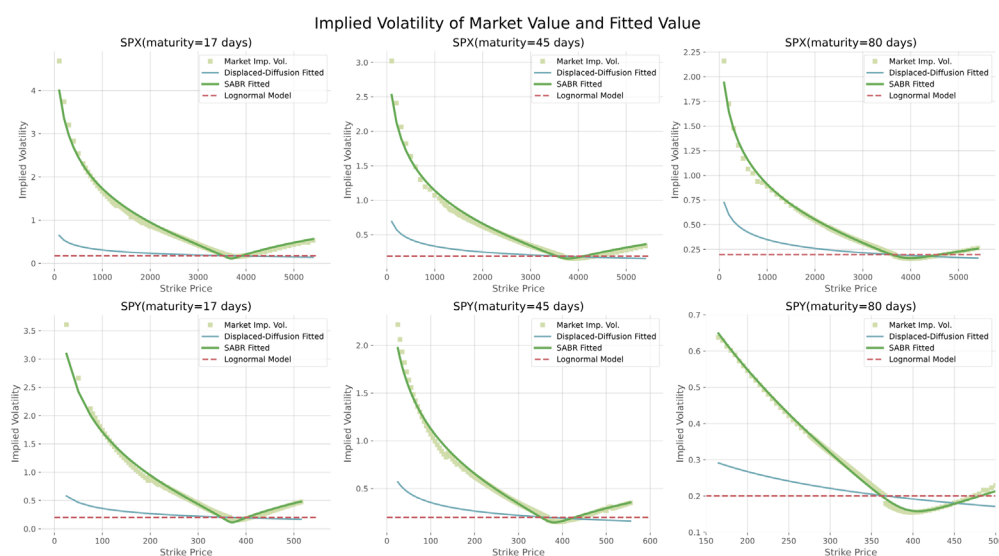 Implied Volatility of Market Value and Fitted Value
SPX(maturity=17 days)
Implied Volatility
4
3
2
1
0
Market Imp. Vol.
Displaced-Diffusion Fitted
SABR Fitted
Lognormal Model
0 1000 2000 3000 4000 5000
Strike Price
SPX(maturity=45 days)
Implied Volatility
3.0
2.5
2.0
1.5
1.0
0.5
Market Imp. Vol.
Displaced-Diffusion Fitted
SABR Fitted
Lognormal Model
0 1000 2000 3000 4000 5000
Strike Price
SPX(maturity=80 days)
Implied Volatility
2.25
2.00
1.75
1.50
1.25
1.00
0.75
0.50
0.25
Market Imp. Vol.
Displaced-Diffusion Fitted
SABR Fitted
Lognormal Model
0 1000 2000 3000 4000 5000
Strike Price
SPY(maturity=17 days)
Implied Volatility
3.5
3.0
2.5
2.0
1.5
1.0
0.5
0.0
Market Imp. Vol.
Displaced-Diffusion Fitted
SABR Fitted
Lognormal Model
0 100 200 300 400 500
Strike Price
SPY(maturity=45 days)
Implied Volatility
2.0
1.5
1.0
0.5
Market Imp. Vol.
Displaced-Diffusion Fitted
SABR Fitted
Lognormal Model
0 100 200 300 400 500 600
Strike Price
SPY(maturity=80 days)
Implied Volatility
0.7
0.6
0.5
0.4
0.3
0.2
0.1
Market Imp. Vol.
Displaced-Diffusion Fitted
SABR Fitted
Lognormal Model
150 200 250 300 350 400 450 500
Strike Price